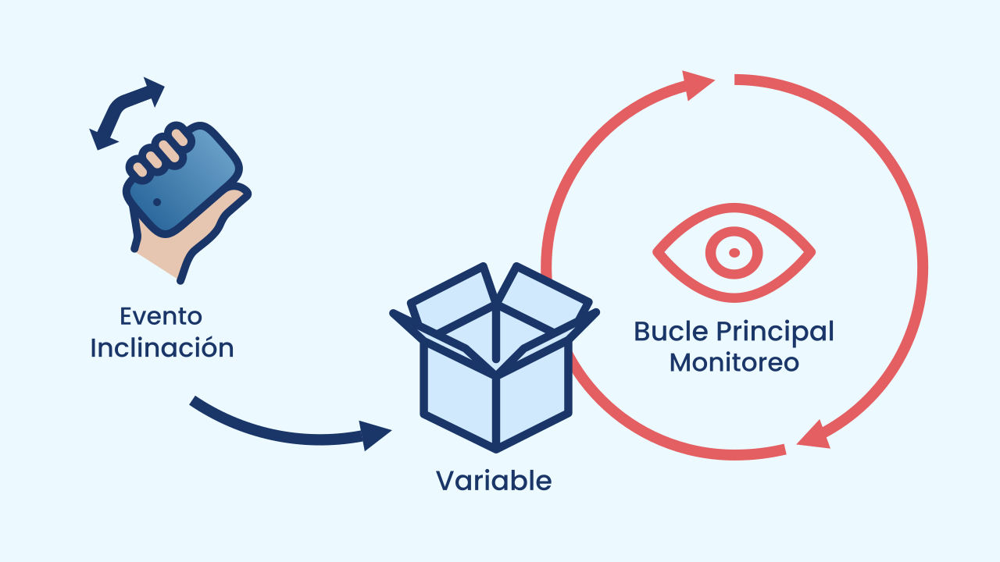 Evento
Inclinación
Bucle Principal
Monitoreo
Variable